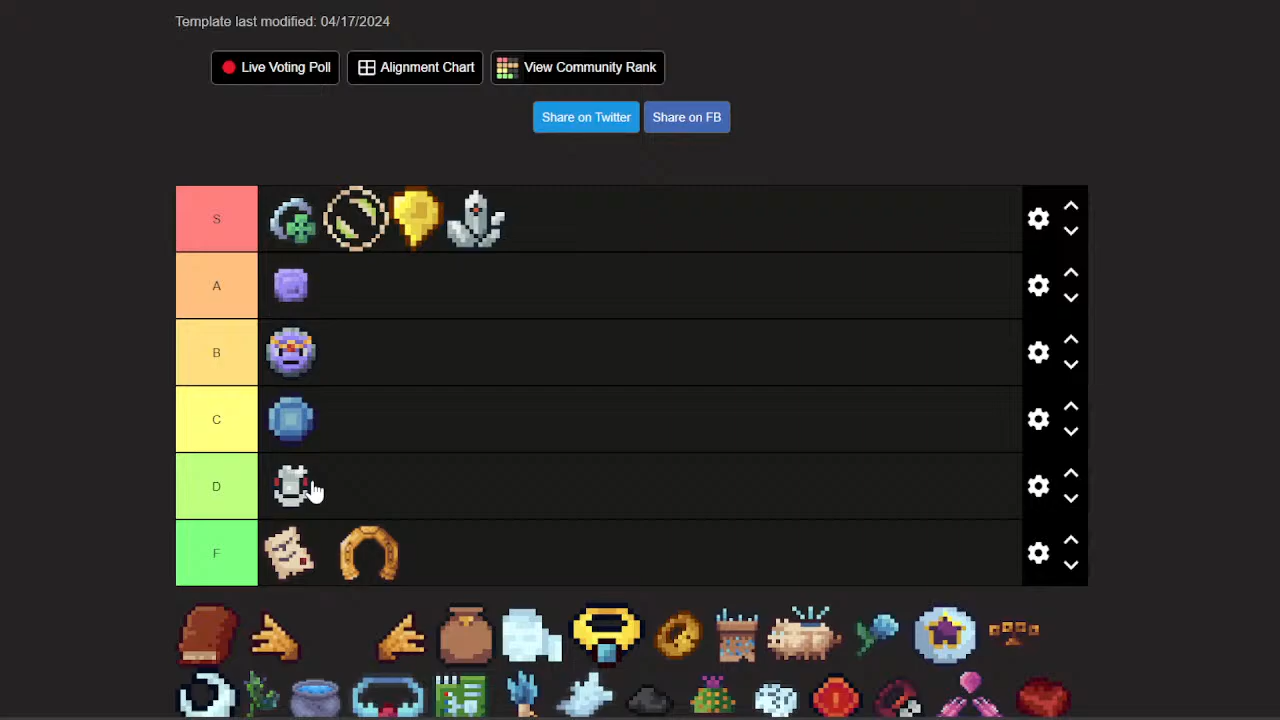 Template last modified: 04/17/2024
Live Voting Poll Alignment Chart View Community Rank
Share on Twitter Share on FB
S
A
B
C
D
F